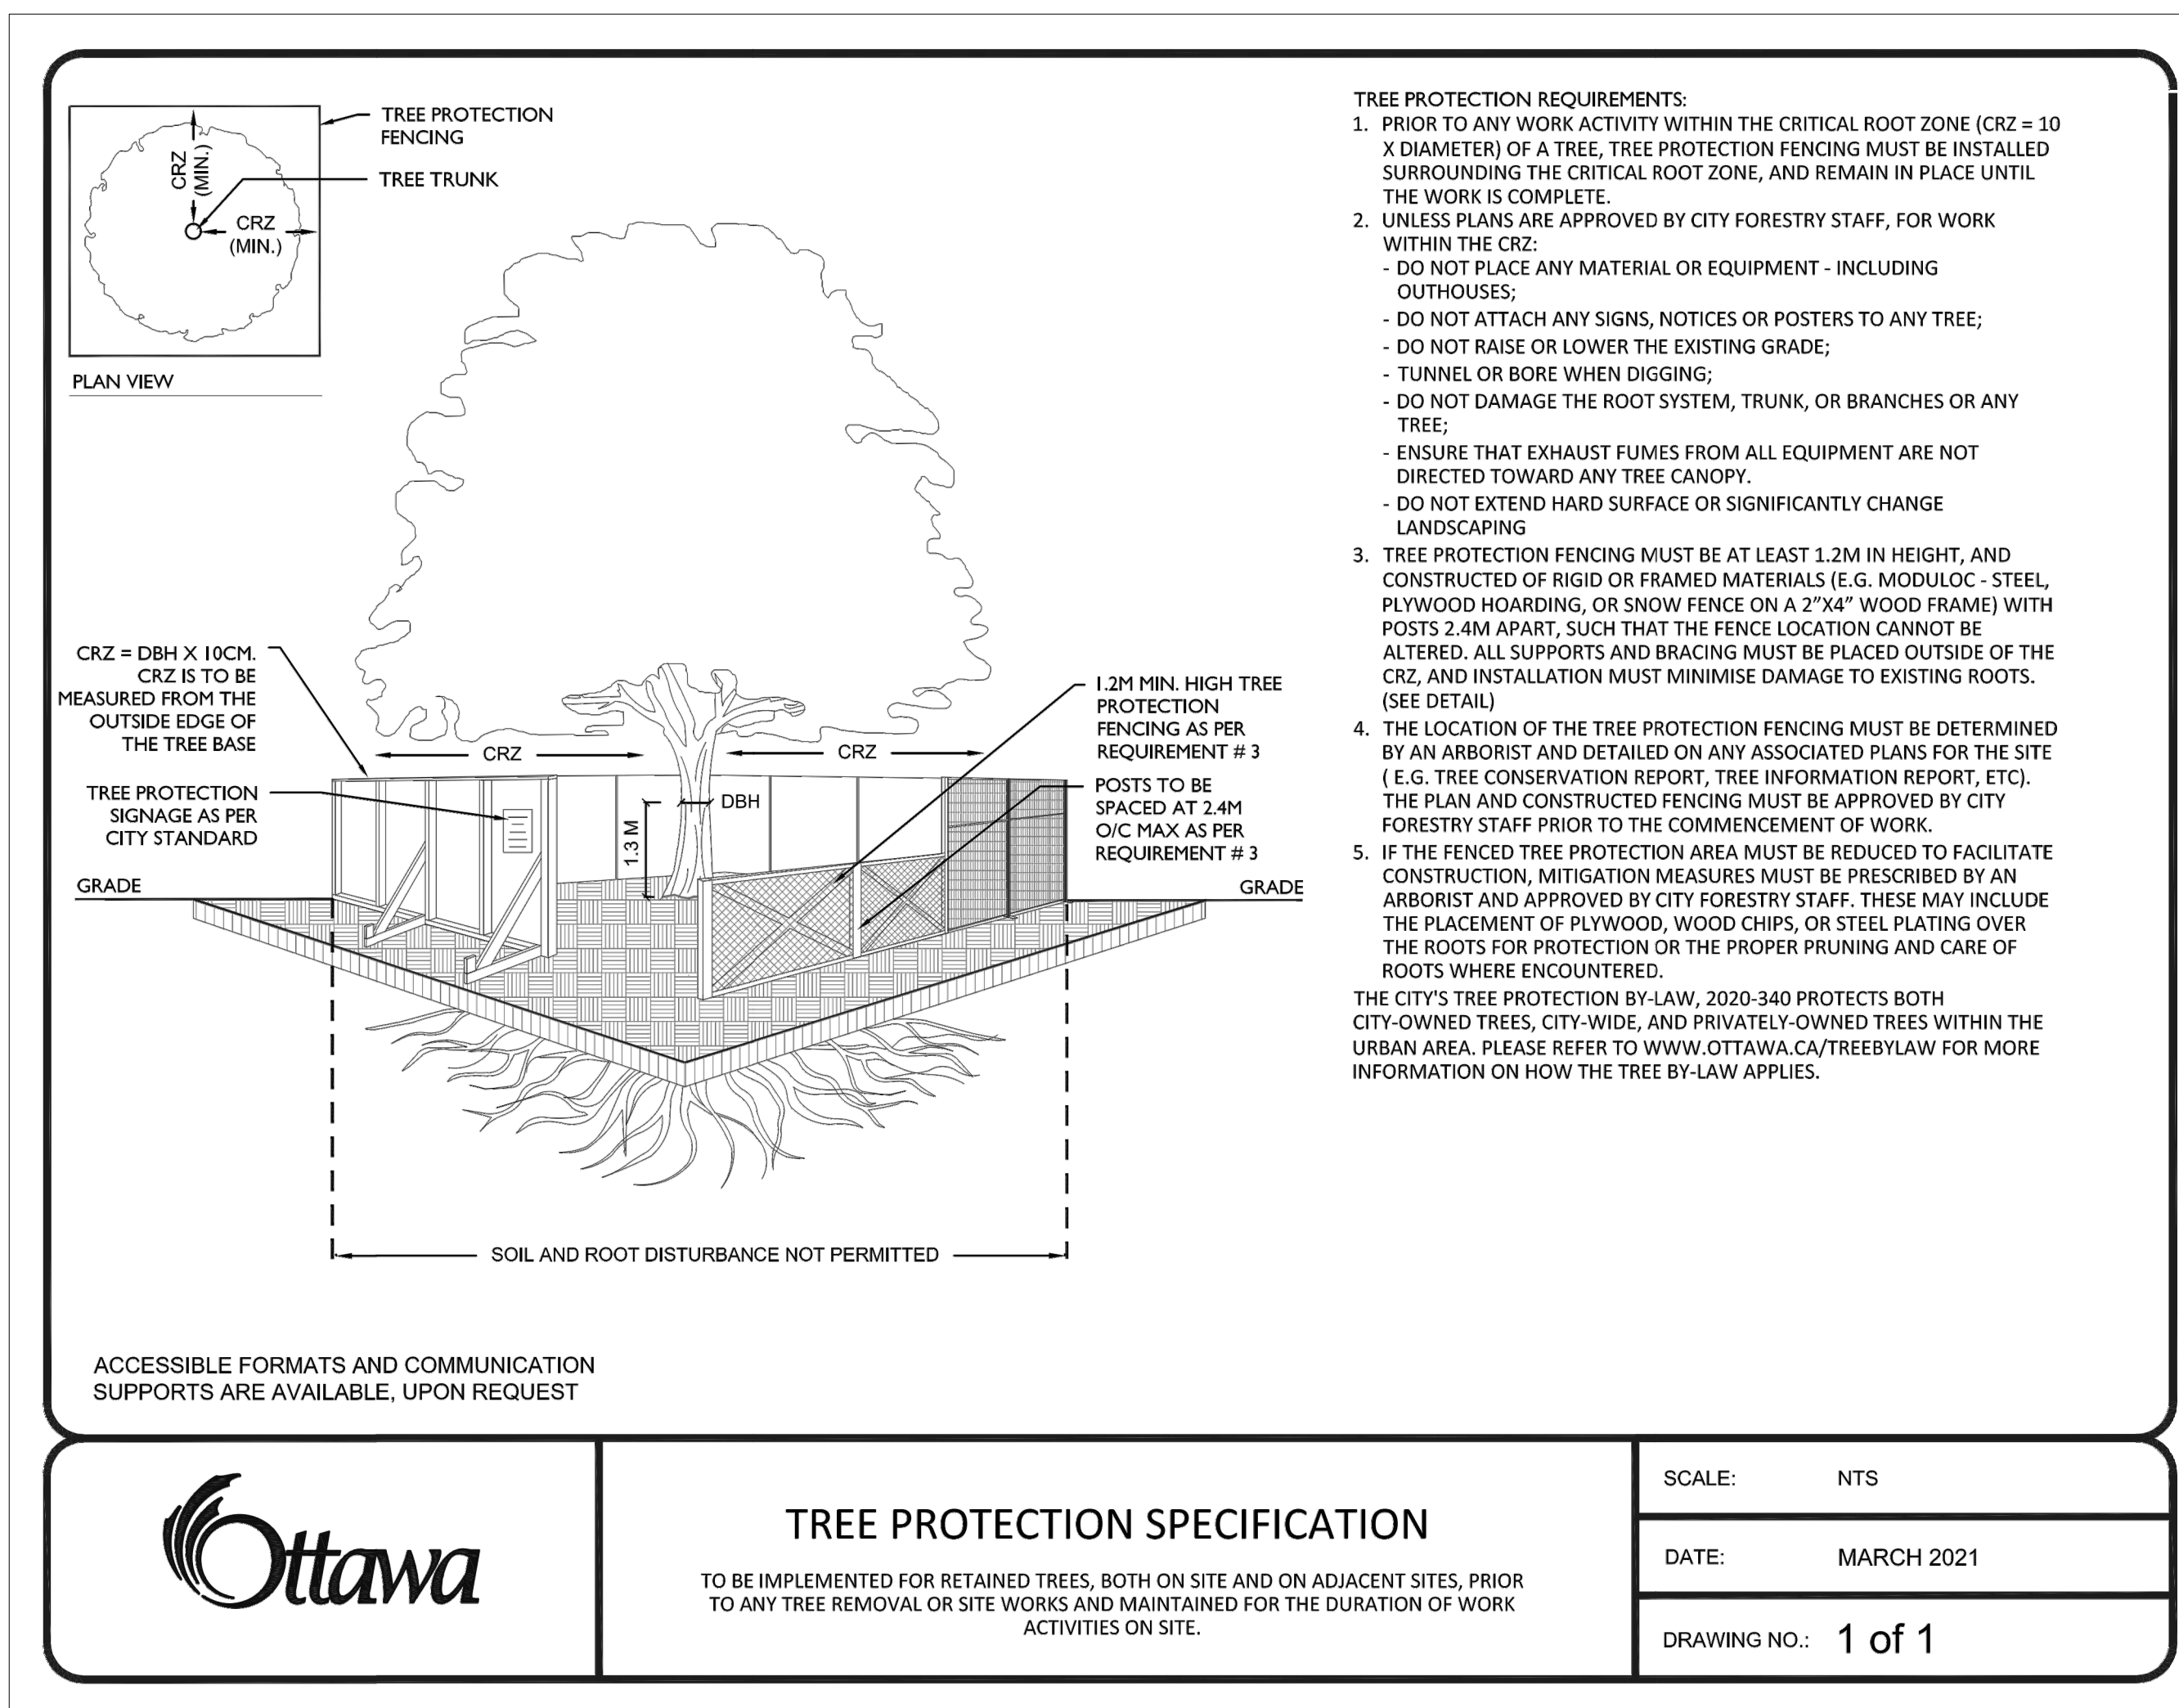 TREE PROTECTION
FENCING
TREE TRUNK
CRZ
(MIN.)
CRZ
(MIN.)
PLAN VIEW
CRZ = DBH X 10CM.
CRZ IS TO BE
MEASURED FROM THE
OUTSIDE EDGE OF
THE TREE BASE
TREE PROTECTION
SIGNAGE AS PER
CITY STANDARD
GRADE
CRZ
CRZ
DBH
1.3 M
1.2M MIN. HIGH TREE
PROTECTION
FENCING AS PER
REQUIREMENT # 3
POSTS TO BE
SPACED AT 2.4M
O/C MAX AS PER
REQUIREMENT # 3
GRADE
SOIL AND ROOT DISTURBANCE NOT PERMITTED
ACCESSIBLE FORMATS AND COMMUNICATION
SUPPORTS ARE AVAILABLE, UPON REQUEST
TREE PROTECTION REQUIREMENTS:
1. PRIOR TO ANY WORK ACTIVITY WITHIN THE CRITICAL ROOT ZONE (CRZ = 10
X DIAMETER) OF A TREE, TREE PROTECTION FENCING MUST BE INSTALLED
SURROUNDING THE CRITICAL ROOT ZONE, AND REMAIN IN PLACE UNTIL
THE WORK IS COMPLETE.
2. UNLESS PLANS ARE APPROVED BY CITY FORESTRY STAFF, FOR WORK
WITHIN THE CRZ:
- DO NOT PLACE ANY MATERIAL OR EQUIPMENT - INCLUDING
OUTHOUSES;
- DO NOT ATTACH ANY SIGNS, NOTICES OR POSTERS TO ANY TREE;
- DO NOT RAISE OR LOWER THE EXISTING GRADE;
- TUNNEL OR BORE WHEN DIGGING;
- DO NOT DAMAGE THE ROOT SYSTEM, TRUNK, OR BRANCHES OR ANY
TREE;
- ENSURE THAT EXHAUST FUMES FROM ALL EQUIPMENT ARE NOT
DIRECTED TOWARD ANY TREE CANOPY.
- DO NOT EXTEND HARD SURFACE OR SIGNIFICANTLY CHANGE
LANDSCAPING
3. TREE PROTECTION FENCING MUST BE AT LEAST 1.2M IN HEIGHT, AND
CONSTRUCTED OF RIGID OR FRAMED MATERIALS (E.G. MODULOC - STEEL,
PLYWOOD HOARDING, OR SNOW FENCE ON A 2”X4” WOOD FRAME) WITH
POSTS 2.4M APART, SUCH THAT THE FENCE LOCATION CANNOT BE
ALTERED. ALL SUPPORTS AND BRACING MUST BE PLACED OUTSIDE OF THE
CRZ, AND INSTALLATION MUST MINIMISE DAMAGE TO EXISTING ROOTS.
(SEE DETAIL)
4. THE LOCATION OF THE TREE PROTECTION FENCING MUST BE DETERMINED
BY AN ARBORIST AND DETAILED ON ANY ASSOCIATED PLANS FOR THE SITE
( E.G. TREE CONSERVATION REPORT, TREE INFORMATION REPORT, ETC).
THE PLAN AND CONSTRUCTED FENCING MUST BE APPROVED BY CITY
FORESTRY STAFF PRIOR TO THE COMMENCEMENT OF WORK.
5. IF THE FENCED TREE PROTECTION AREA MUST BE REDUCED TO FACILITATE
CONSTRUCTION, MITIGATION MEASURES MUST BE PRESCRIBED BY AN
ARBORIST AND APPROVED BY CITY FORESTRY STAFF. THESE MAY INCLUDE
THE PLACEMENT OF PLYWOOD, WOOD CHIPS, OR STEEL PLATING OVER
THE ROOTS FOR PROTECTION OR THE PROPER PRUNING AND CARE OF
ROOTS WHERE ENCOUNTERED.
THE CITY'S TREE PROTECTION BY-LAW, 2020-340 PROTECTS BOTH
CITY-OWNED TREES, CITY-WIDE, AND PRIVATELY-OWNED TREES WITHIN THE
URBAN AREA. PLEASE REFER TO WWW.OTTAWA.CA/TREEBYLAW FOR MORE
INFORMATION ON HOW THE TREE BY-LAW APPLIES.
Ottawa
TREE PROTECTION SPECIFICATION
TO BE IMPLEMENTED FOR RETAINED TREES, BOTH ON SITE AND ON ADJACENT SITES, PRIOR
TO ANY TREE REMOVAL OR SITE WORKS AND MAINTAINED FOR THE DURATION OF WORK
ACTIVITIES ON SITE.
SCALE: NTS
DATE: MARCH 2021
DRAWING NO.: 1 of 1